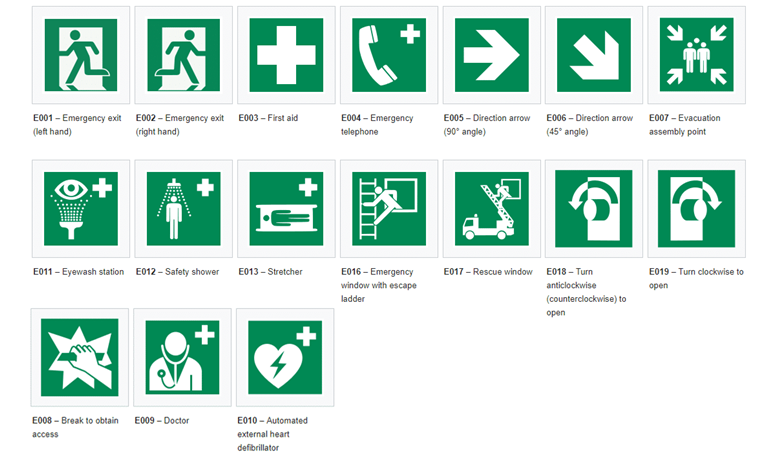 E001 – Emergency exit
(left hand)
E002 – Emergency exit
(right hand)
E003 – First aid
E004 – Emergency
telephone
E005 – Direction arrow
(90° angle)
E006 – Direction arrow
(45° angle)
E007 – Evacuation
assembly point
E011 – Eyewash station
E012 – Safety shower
E013 – Stretcher
E016 – Emergency
window with escape
ladder
E017 – Rescue window
E018 – Turn
anticlockwise
(counterclockwise) to
open
E019 – Turn clockwise to
open
E008 – Break to obtain
access
E009 – Doctor
E010 – Automated
external heart
defibrillator